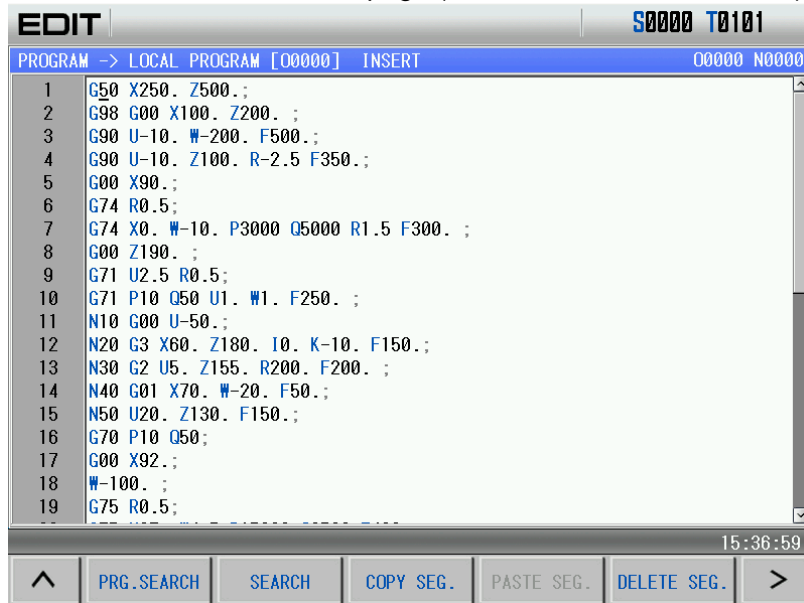 EDIT S0000 T0101
PROGRAM -> LOCAL PROGRAM [O0000] INSERT O0000 N0000
1 G50 X250. Z500.;
2 G98 G00 X100. Z200. ;
3 G90 U-10. W-200. F500.;
4 G90 U-10. Z100. R-2.5 F350.;
5 G00 X90.;
6 G74 R0.5;
7 G74 X0. W-10. P3000 Q5000 R1.5 F300. ;
8 G00 Z190. ;
9 G71 U2.5 R0.5;
10 G71 P10 Q50 U1. W1. F250. ;
11 N10 G00 U-50.;
12 N20 G3 X60. Z180. I0. K-10. F150.;
13 N30 G2 U5. Z155. R200. F200. ;
14 N40 G01 X70. W-20. F50.;
15 N50 U20. Z130. F150.;
16 G70 P10 Q50;
17 G00 X92.;
18 W-100. ;
19 G75 R0.5;
15:36:59
PRG.SEARCH SEARCH COPY SEG. PASTE SEG. DELETE SEG. >